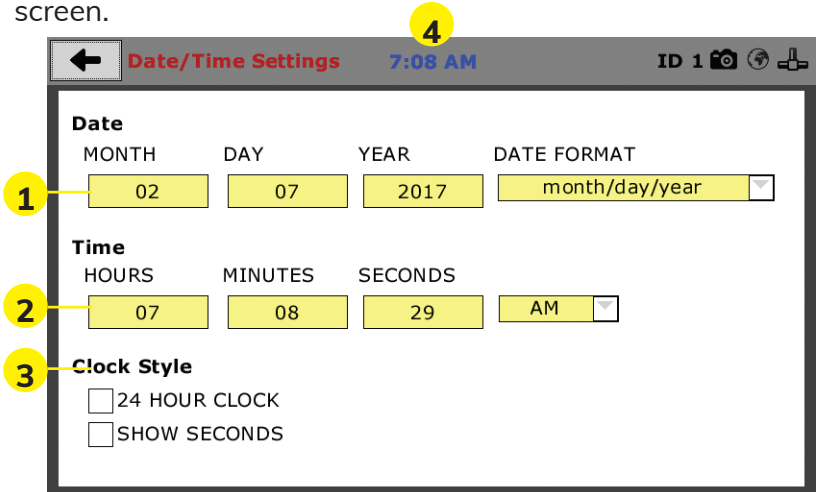 screen.
4
Date/Time Settings 7:08 AM ID 1
Date
MONTH DAY YEAR DATE FORMAT
1 02 07 2017 month/day/year
Time
HOURS MINUTES SECONDS
2 07 08 29 AM
3 Clock Style
24 HOUR CLOCK
SHOW SECONDS